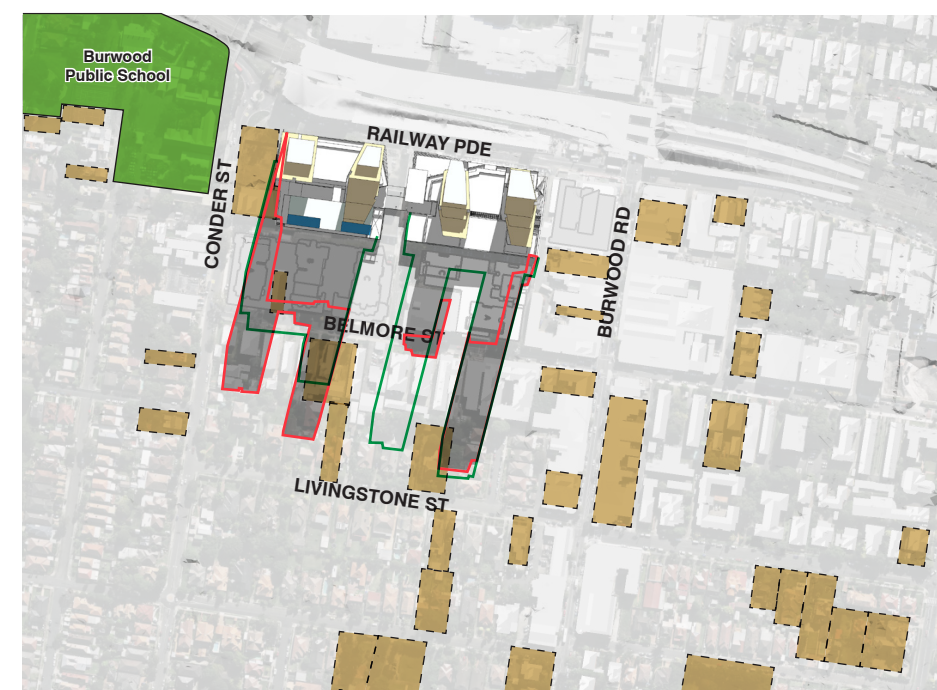 Burwood
Public School
RAILWAY PDE
CONDER ST
BURWOOD RD
BELMORE ST
LIVINGSTONE ST